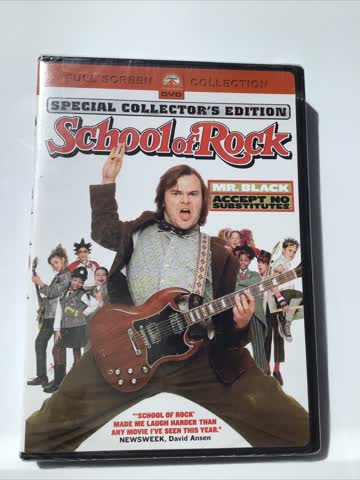 FULL SCREEN COLLECTION
DVD
SPECIAL COLLECTOR'S EDITION
School of Rock
MR. BLACK
ACCEPT NO
SUBSTITUTES.
"'SCHOOL OF ROCK'
MADE ME LAUGH HARDER THAN
ANY MOVIE I'VE SEEN THIS YEAR."
NEWSWEEK, David Ansen